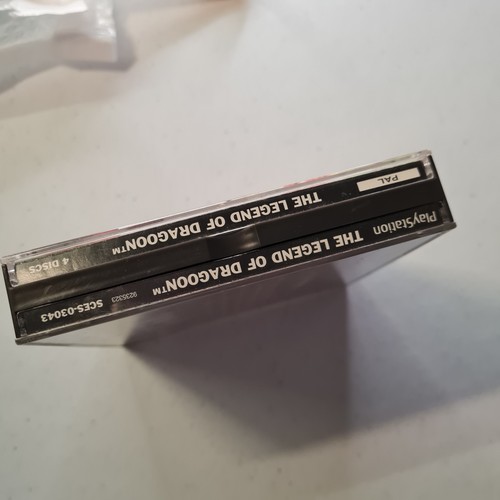 PlayStation THE LEGEND OF DRAGOON™ 9235323 SCES-03043
PAL THE LEGEND OF DRAGOON™ 4 DISCS